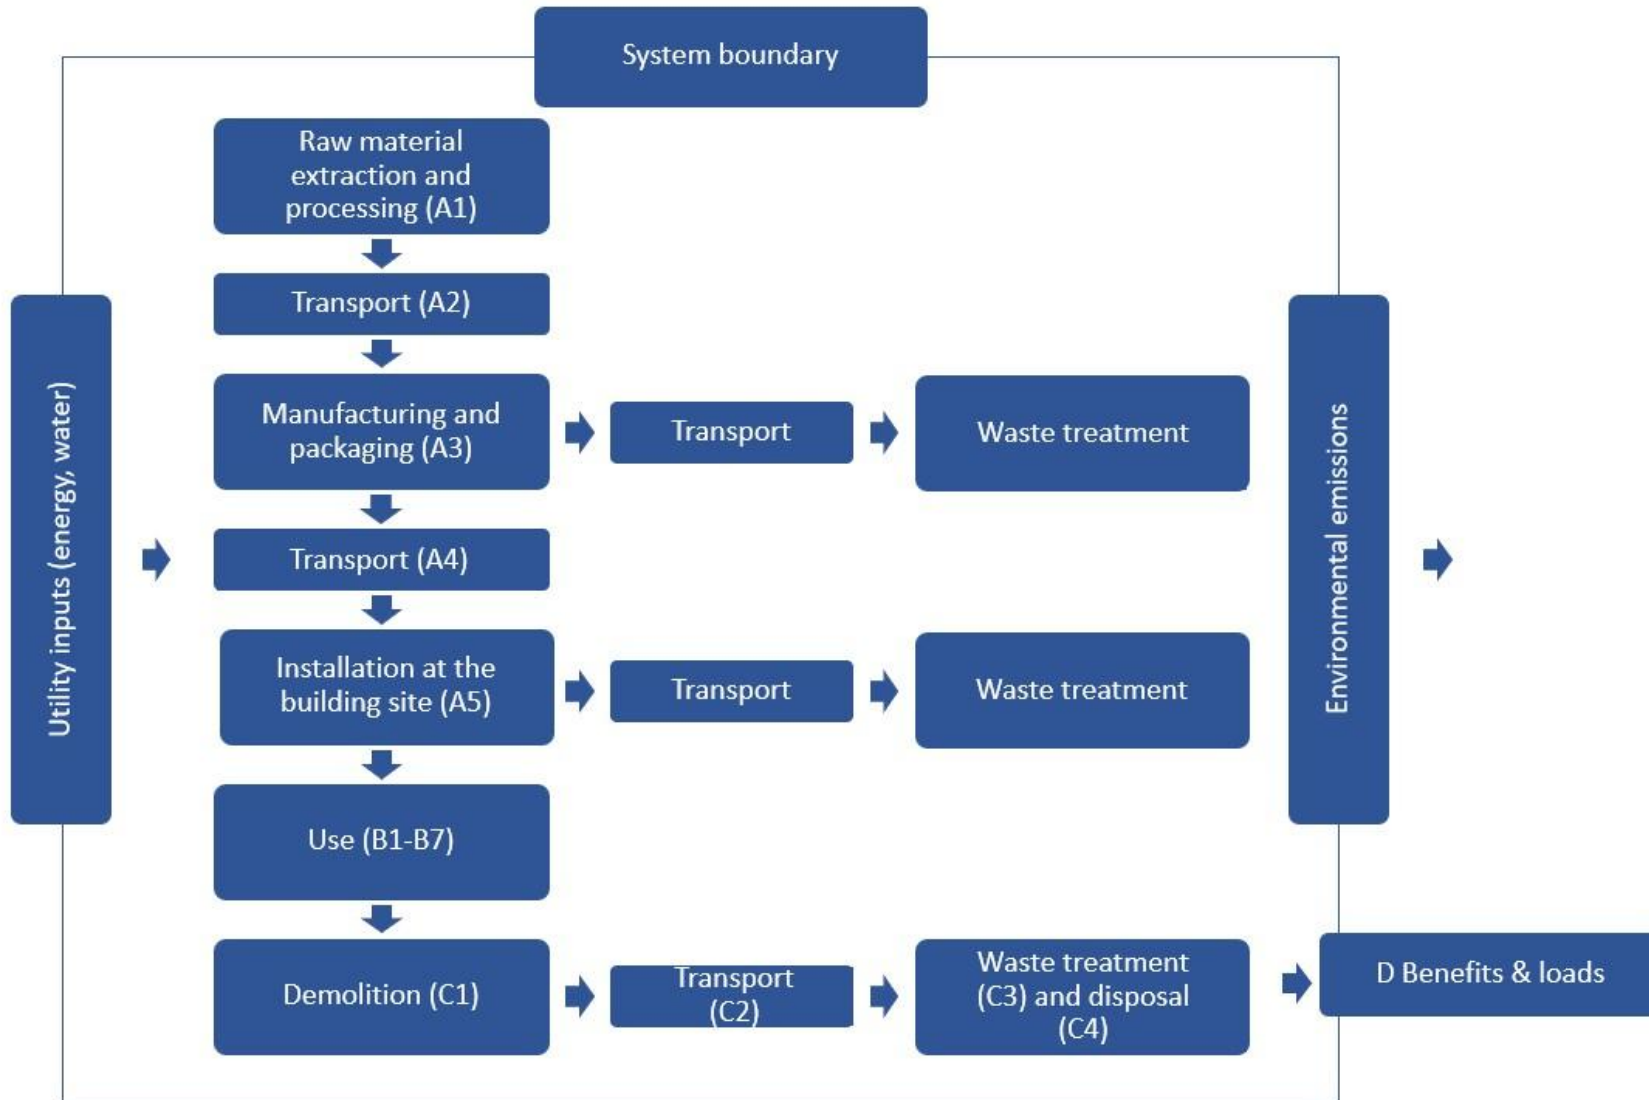 System boundary
Raw material
extraction and
processing (A1)
Transport (A2)
Utility inputs (energy, water)
Manufacturing and
packaging (A3)
Transport
Waste treatment
Environmental emissions
Transport (A4)
Installation at the
building site (A5)
Transport
Waste treatment
Use (B1-B7)
Demolition (C1)
Transport
(C2)
Waste treatment
(C3) and disposal
(C4)
D Benefits & loads